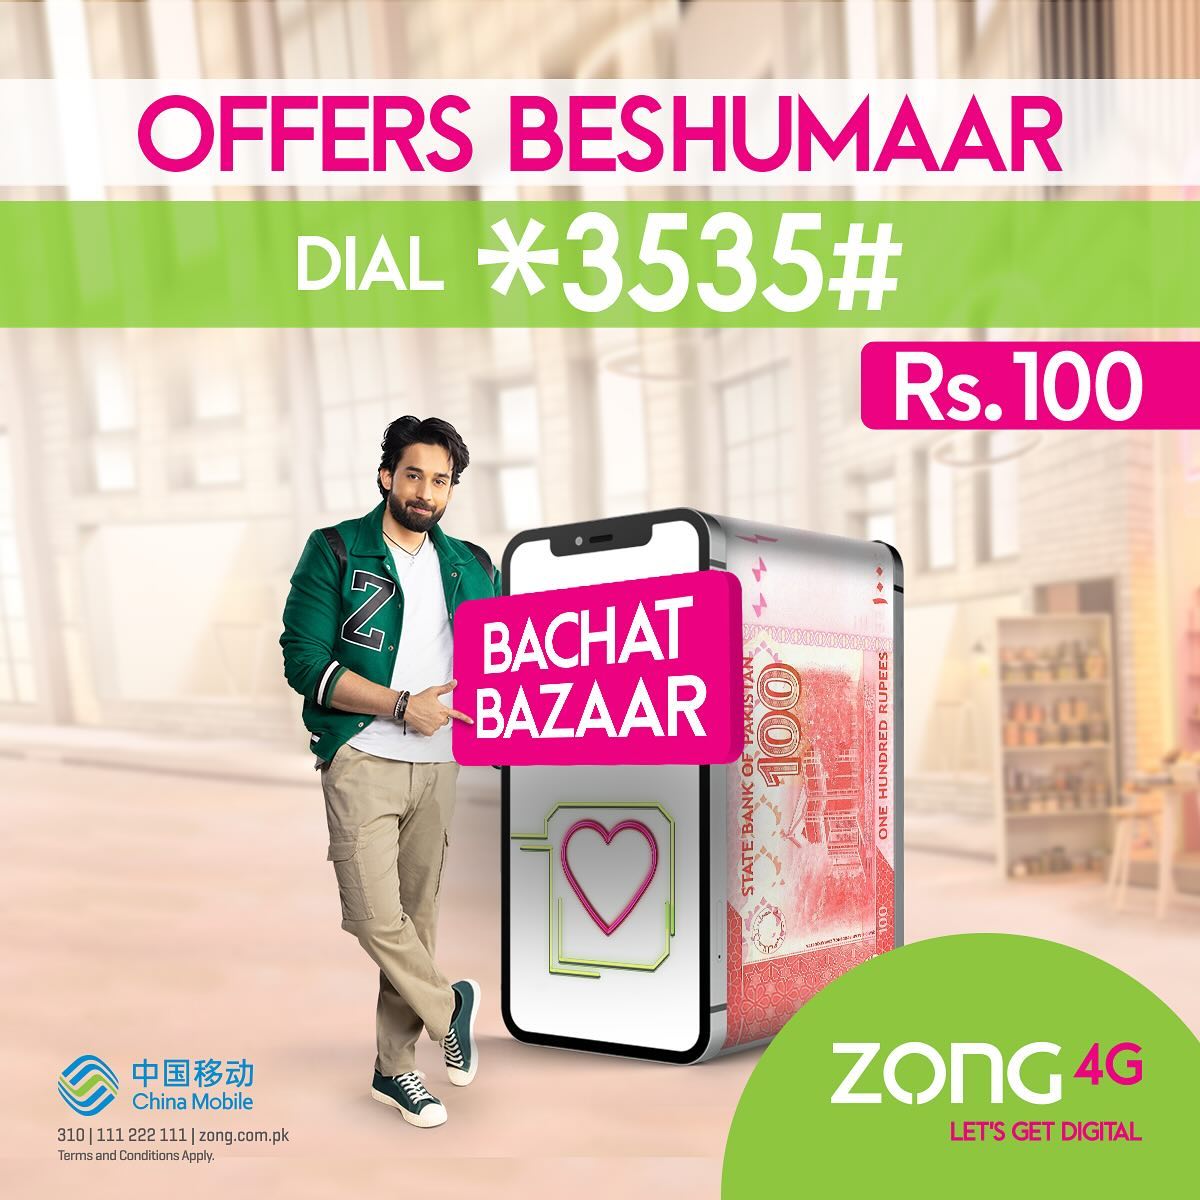 OFFERS BESHUMAAR
DIAL *3535#
Rs. 100
Z
BACHAT
BAZAAR
STATE BANK OF PAKISTAN
100
ONE HUNDRED RUPEES
۱۰۰
100
中国移动
China Mobile
310 | 111 222 111 | zong.com.pk
Terms and Conditions Apply.
ZONG 4G
LET'S GET DIGITAL